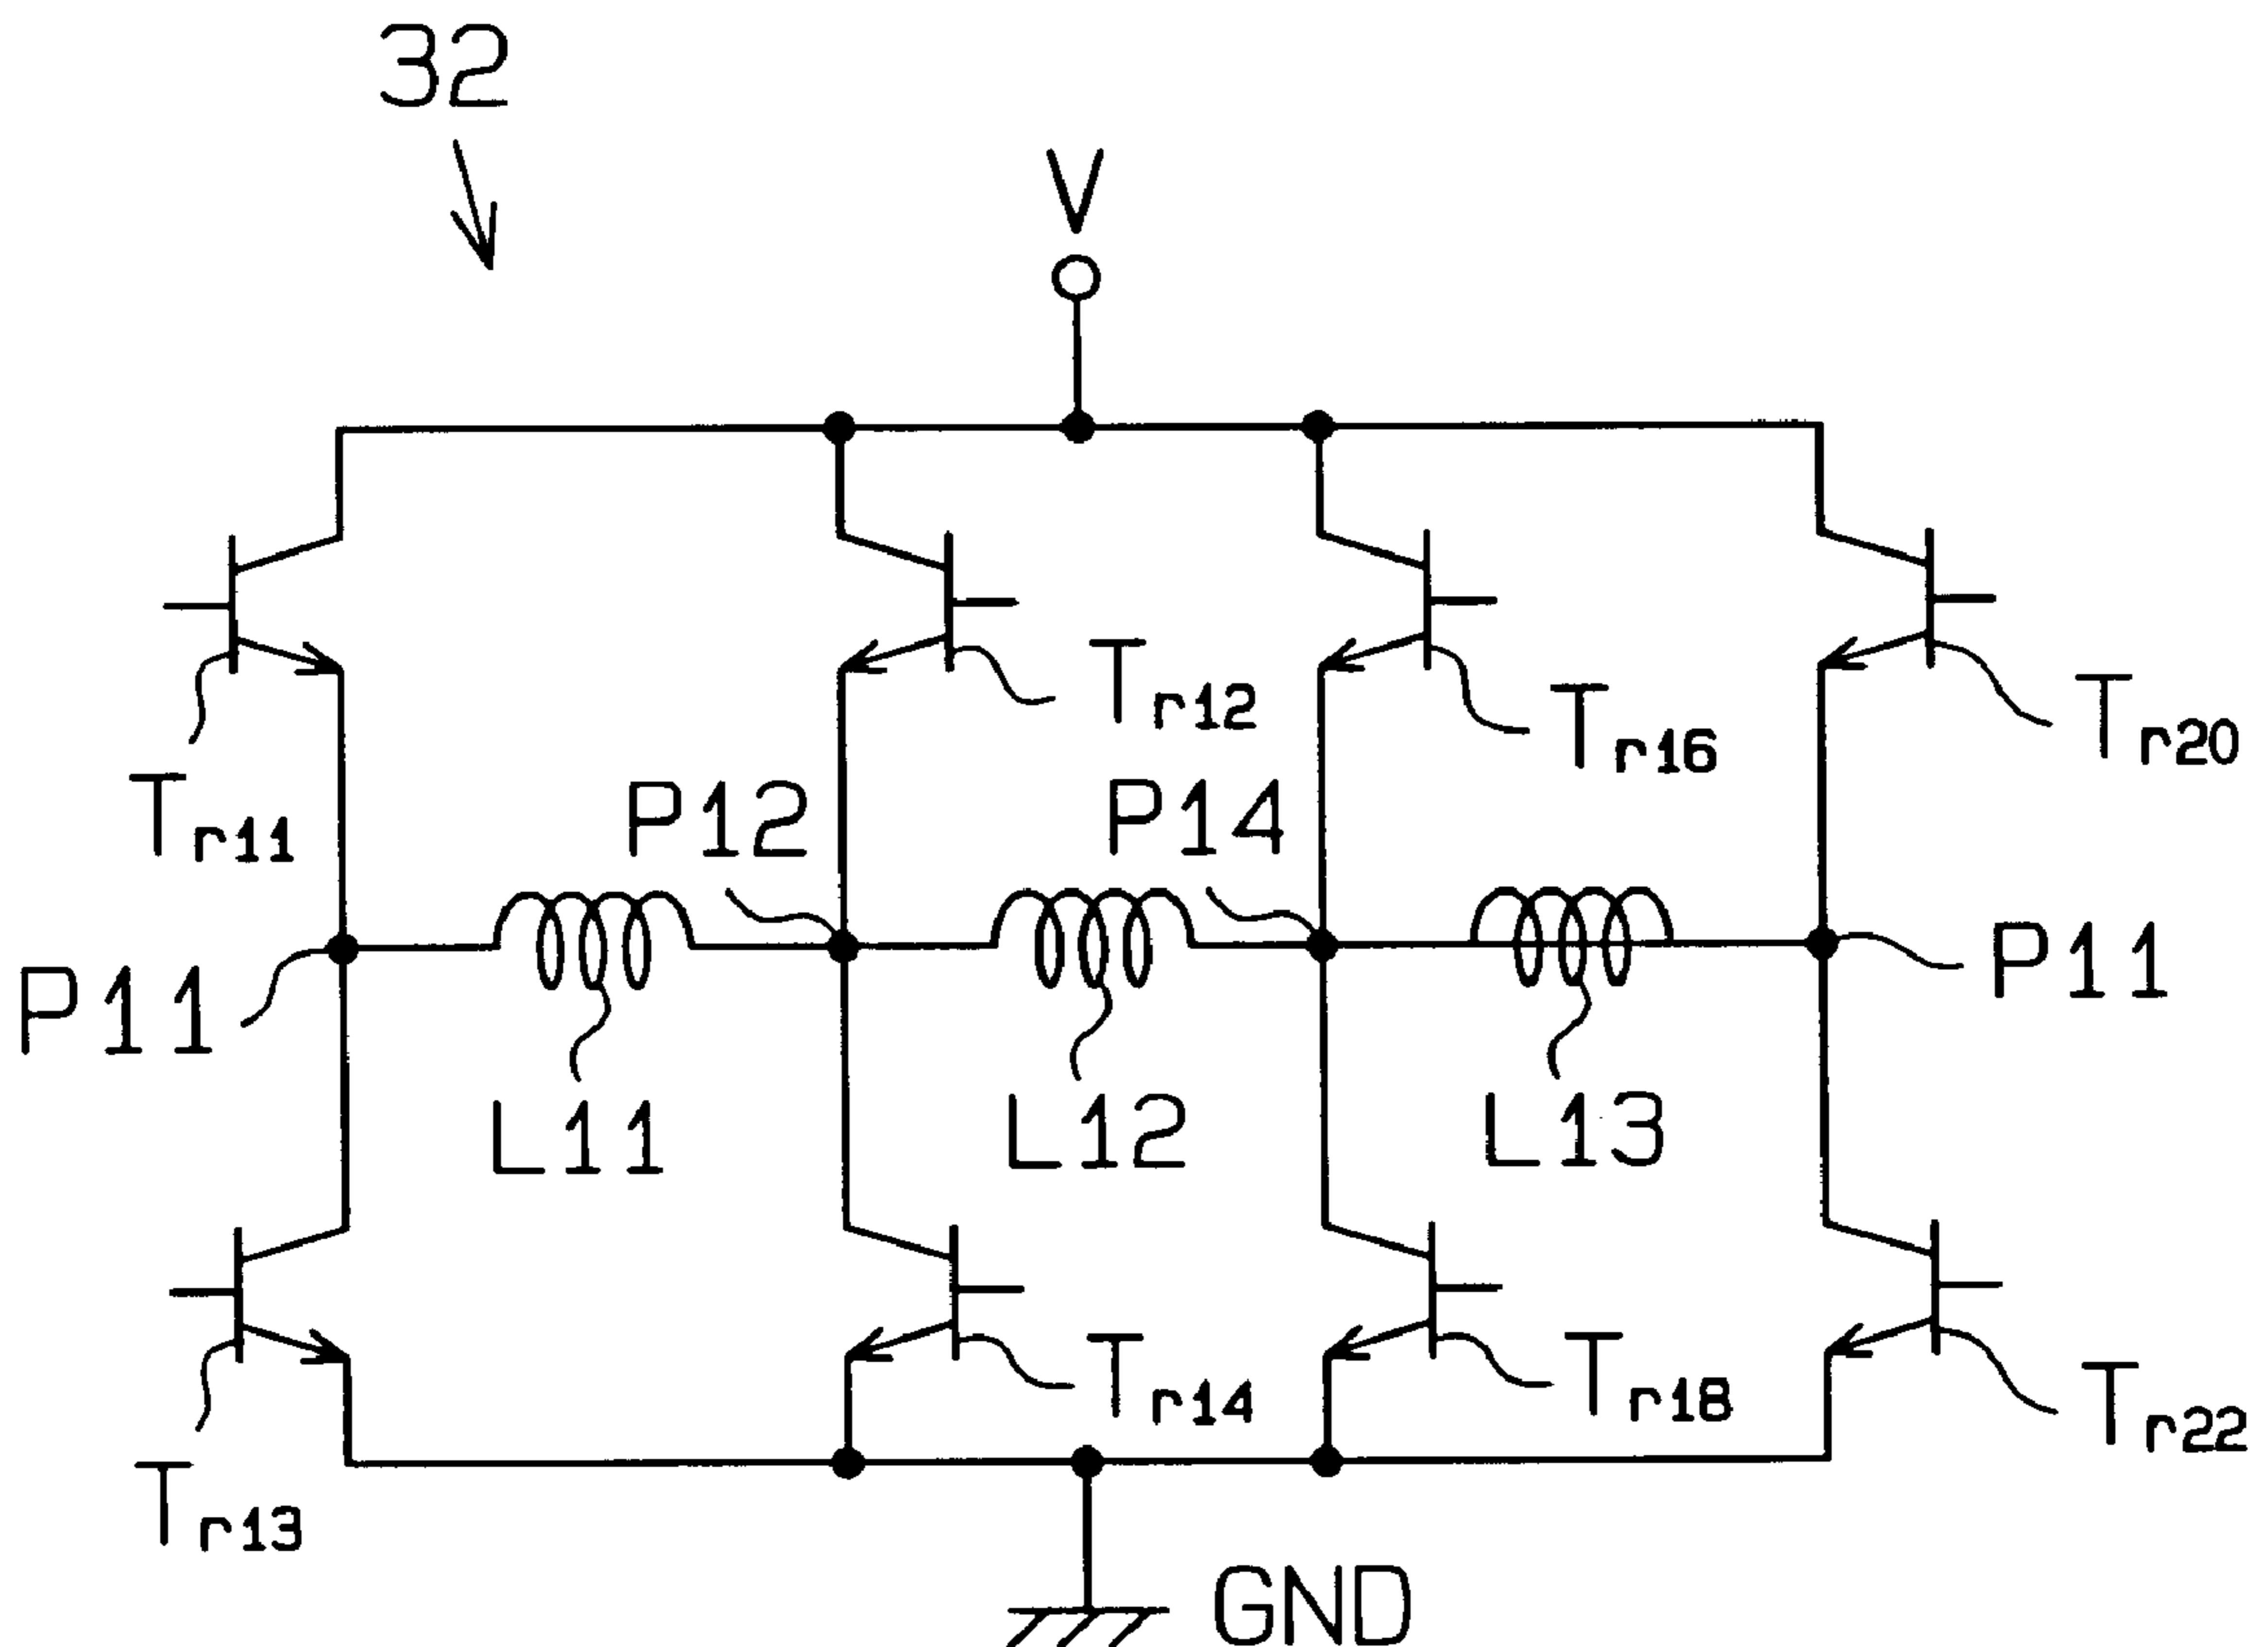 32
V
Tr12
Tr16
Tr20
Tr11
P12
P14
P11
P11
L11
L12
L13
Tr14
Tr18
Tr22
Tr13
GND